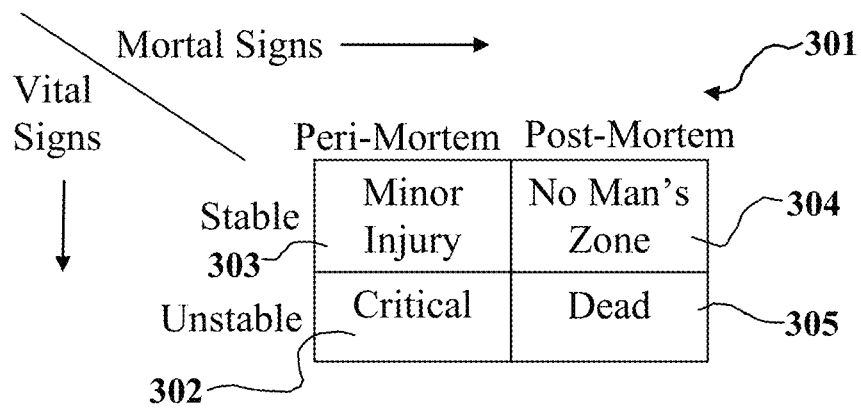 Mortal Signs
301
Vital
Signs
Peri-Mortem Post-Mortem
Stable
Minor
Injury
No Man's
Zone
303
304
Unstable
Critical
Dead
302
305